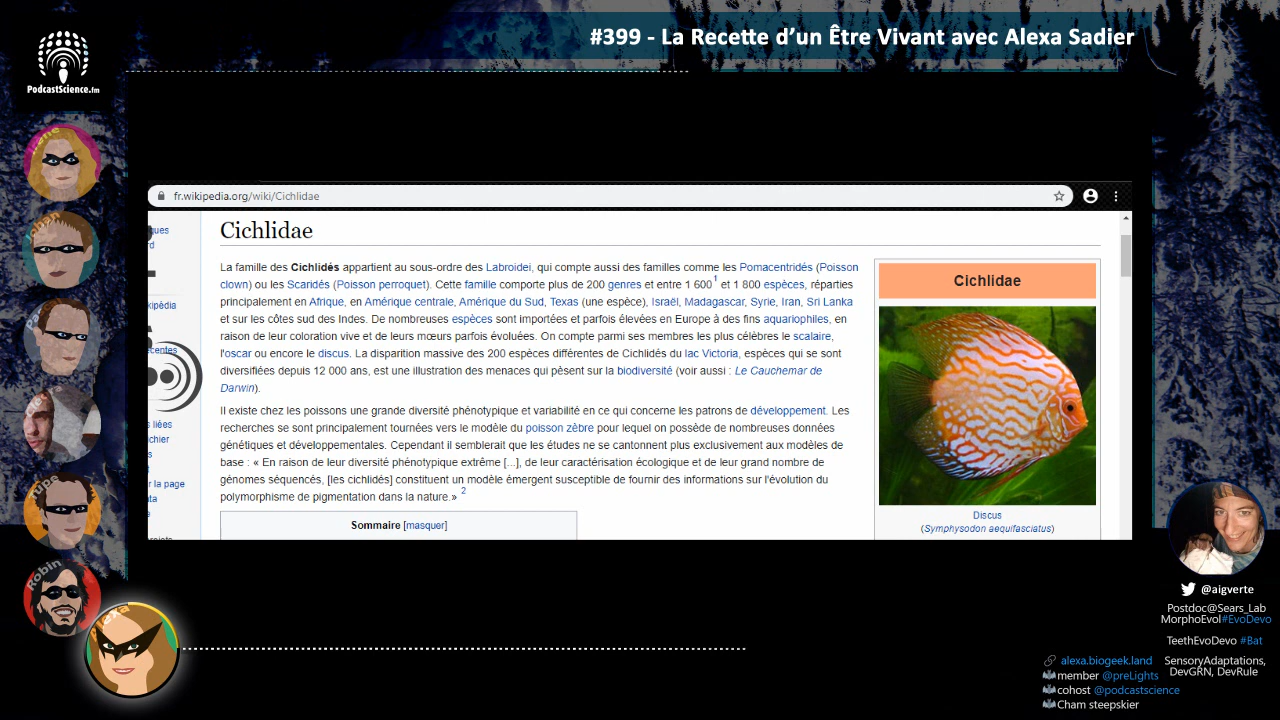 #399 - La Recette d’un Être Vivant avec Alexa Sadier
PodcastScience.fm
fr.wikipedia.org/wiki/Cichlidae
Cichlidae
La famille des Cichlidés appartient au sous-ordre des Labroidei, qui compte aussi des familles comme les Pomacentridés (Poisson
clown) ou les Scaridés (Poisson perroquet). Cette famille comporte plus de 200 genres et entre 1 600¹ et 1 800 espèces, réparties
principalement en Afrique, en Amérique centrale, Amérique du Sud, Texas (une espèce), Israël, Madagascar, Syrie, Iran, Sri Lanka
et sur les côtes sud des Indes. De nombreuses espèces sont importées et parfois élevées en Europe à des fins aquariophiles, en
raison de leur coloration vive et de leurs mœurs parfois évoluées. On compte parmi ses membres les plus célèbres le scalaire,
l'oscar ou encore le discus. La disparition massive des 200 espèces différentes de Cichlidés du lac Victoria, espèces qui se sont
diversifiées depuis 12 000 ans, est une illustration des menaces qui pèsent sur la biodiversité (voir aussi : Le Cauchemar de
Darwin).
Il existe chez les poissons une grande diversité phénotypique et variabilité en ce qui concerne les patrons de développement. Les
recherches se sont principalement tournées vers le modèle du poisson zèbre pour lequel on possède de nombreuses données
génétiques et développementales. Cependant il semblerait que les études ne se cantonnent plus exclusivement aux modèles de
base : « En raison de leur diversité phénotypique extrême [...], de leur caractérisation écologique et de leur grand nombre de
génomes séquencés, [les cichlidés] constituent un modèle émergent susceptible de fournir des informations sur l'évolution du
polymorphisme de pigmentation dans la nature.» ²
Sommaire [masquer]
Cichlidae
Discus
(Symphysodon aequifasciatus)
ques
rd
kipédia
écentes
s liées
ichier
s
r la page
ata
Robin
Alexa
@aigverte
Postdoc@Sears_Lab
MorphoEvol#EvoDevo
TeethEvoDevo #Bat
SensoryAdaptations,
DevGRN, DevRule
alexa.biogeek.land
member @preLights
cohost @podcastscience
Cham steepskier